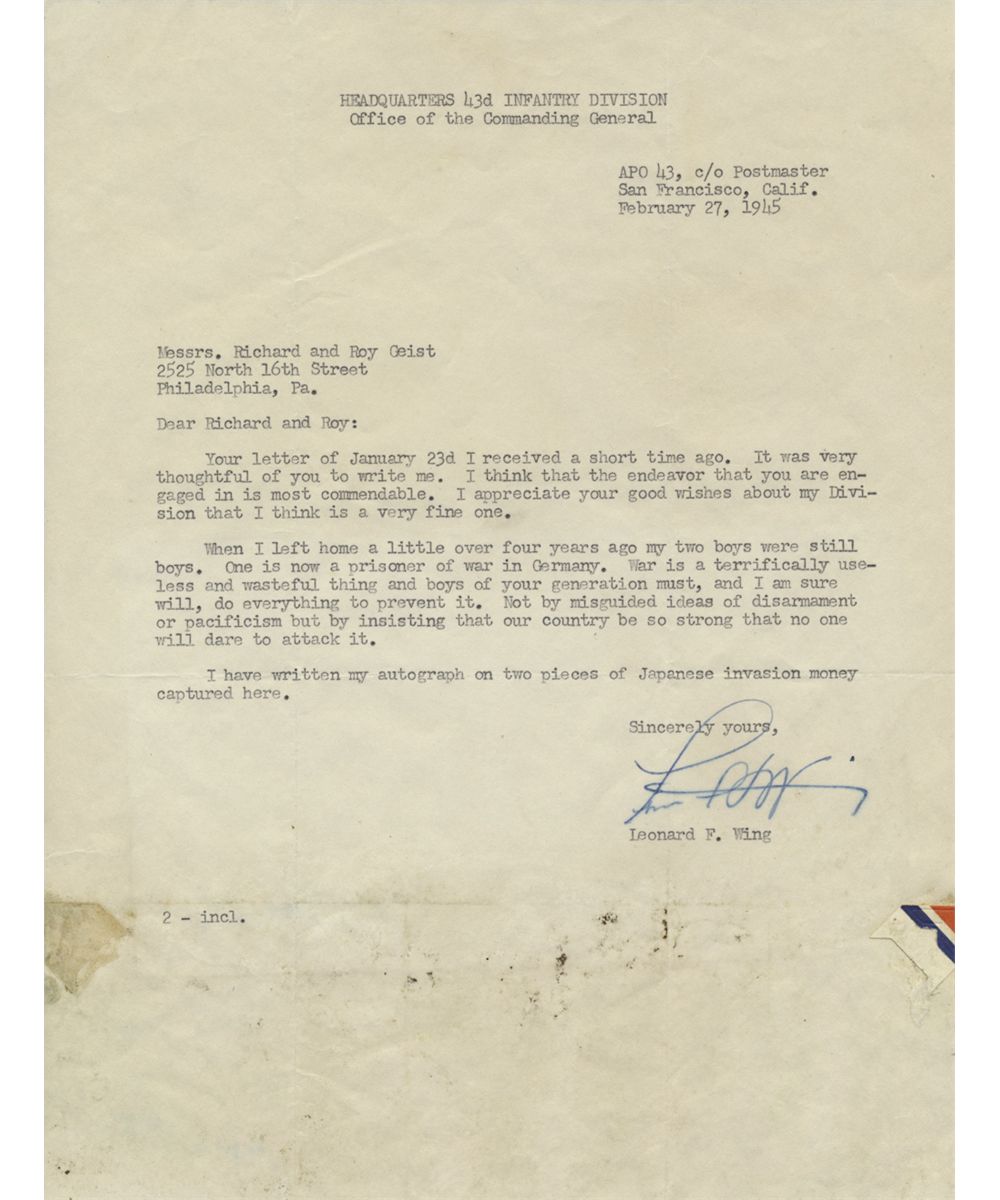 HEADQUARTERS 43d INFANTRY DIVISION
Office of the Commanding General
APO 43, c/o Postmaster
San Francisco, Calif.
February 27, 1945
Messrs. Richard and Roy Geist
2525 North 16th Street
Philadelphia, Pa.
Dear Richard and Roy:
Your letter of January 23d I received a short time ago. It was very
thoughtful of you to write me. I think that the endeavor that you are en-
gaged in is most commendable. I appreciate your good wishes about my Divi-
sion that I think is a very fine one.
When I left home a little over four years ago my two boys were still
boys. One is now a prisoner of war in Germany. War is a terrifically use-
less and wasteful thing and boys of your generation must, and I am sure
will, do everything to prevent it. Not by misguided ideas of disarmament
or pacificism but by insisting that our country be so strong that no one
will dare to attack it.
I have written my autograph on two pieces of Japanese invasion money
captured here.
Sincerely yours,
Leonard F. Wing
2 - incl.